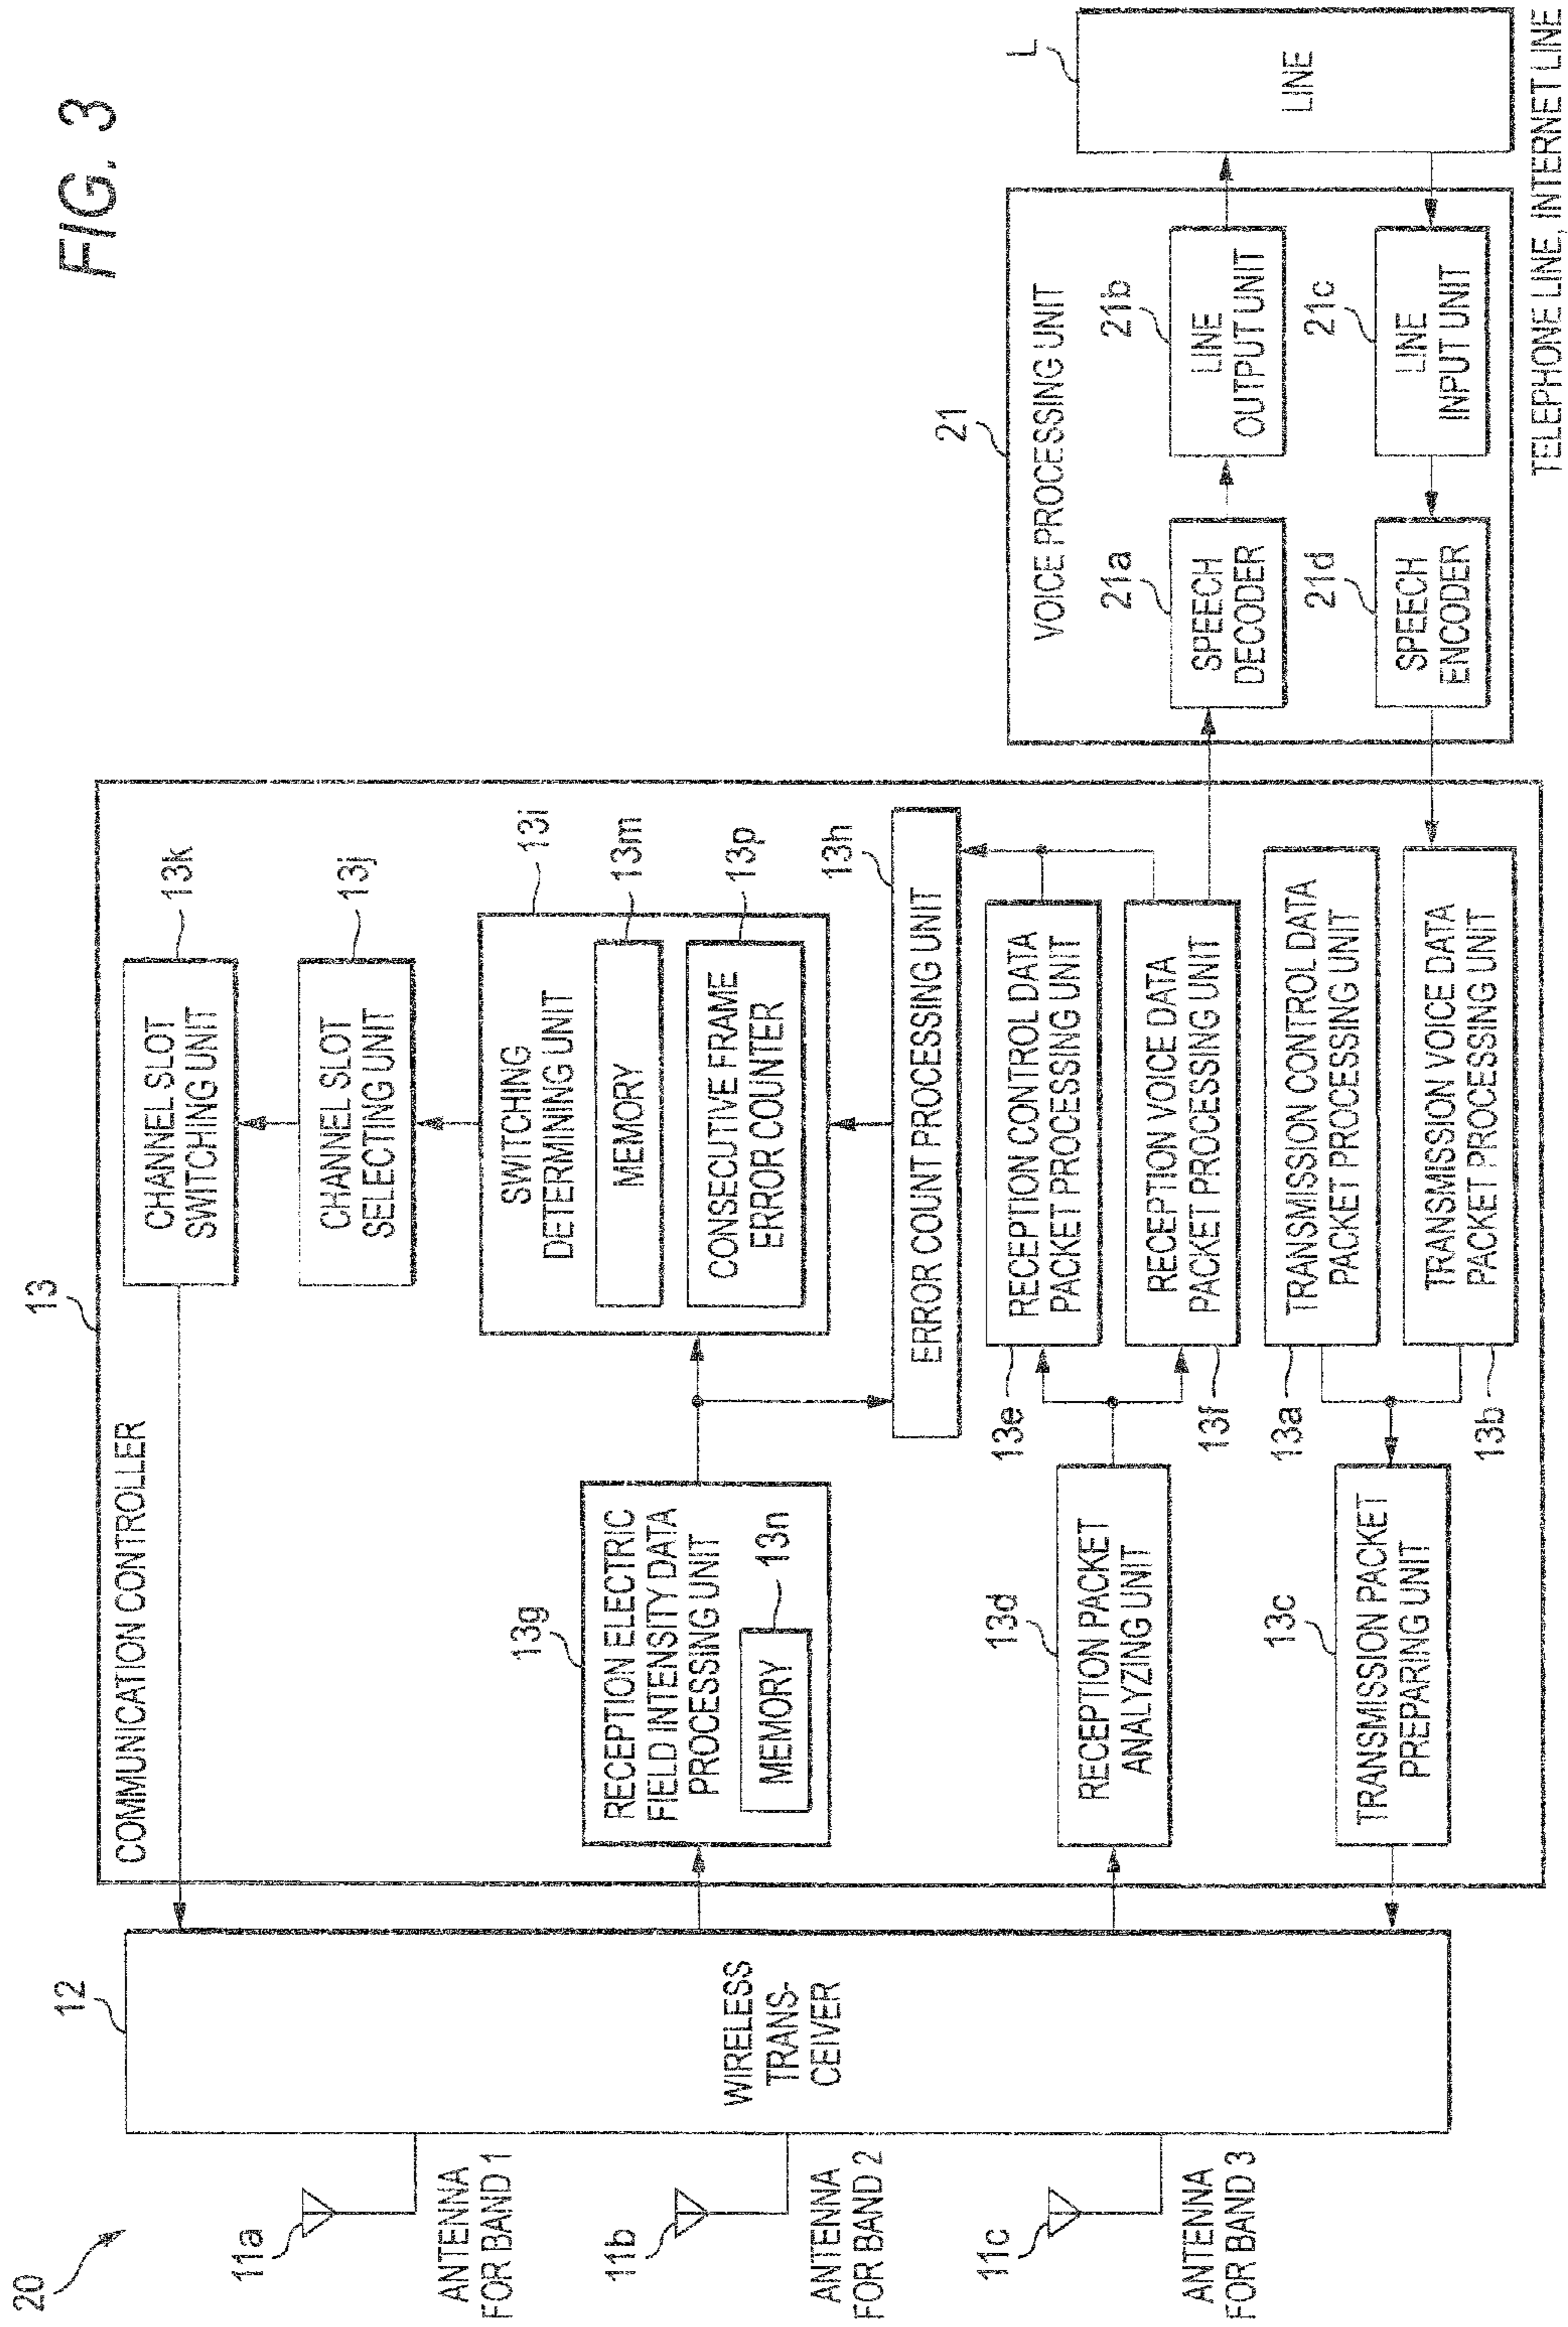 FIG. 3
20
11a
ANTENNA
FOR BAND 1
11b
ANTENNA
FOR BAND 2
11c
ANTENNA
FOR BAND 3
12
WIRELESS
TRANS-
CEIVER
13
COMMUNICATION CONTROLLER
13k
CHANNEL SLOT
SWITCHING UNIT
13j
CHANNEL SLOT
SELECTING UNIT
13i
SWITCHING
DETERMINING UNIT
13m
MEMORY
13p
CONSECUTIVE FRAME
ERROR COUNTER
13g
RECEPTION ELECTRIC
FIELD INTENSITY DATA
PROCESSING UNIT
13n
MEMORY
13h
ERROR COUNT PROCESSING UNIT
13d
RECEPTION PACKET
ANALYZING UNIT
13e
RECEPTION CONTROL DATA
PACKET PROCESSING UNIT
13f
RECEPTION VOICE DATA
PACKET PROCESSING UNIT
13c
TRANSMISSION PACKET
PREPARING UNIT
13a
TRANSMISSION CONTROL DATA
PACKET PROCESSING UNIT
13b
TRANSMISSION VOICE DATA
PACKET PROCESSING UNIT
21
VOICE PROCESSING UNIT
21a
SPEECH
DECODER
21b
LINE
OUTPUT UNIT
21d
SPEECH
ENCODER
21c
LINE
INPUT UNIT
L
LINE
TELEPHONE LINE, INTERNET LINE